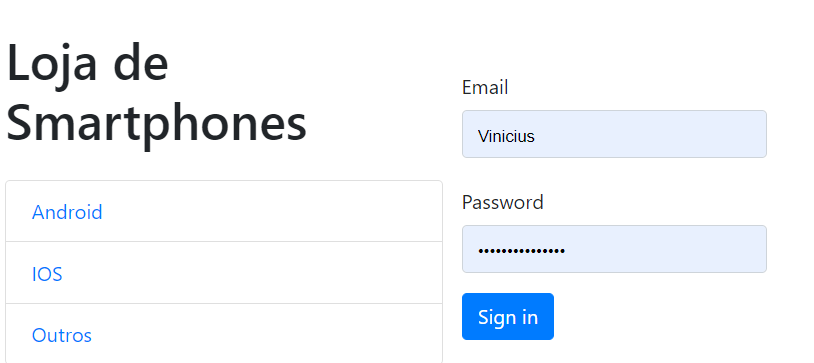 Loja de
Smartphones
Android
IOS
Outros
Email
Vinicius
Password
•••••••••••••••
Sign in